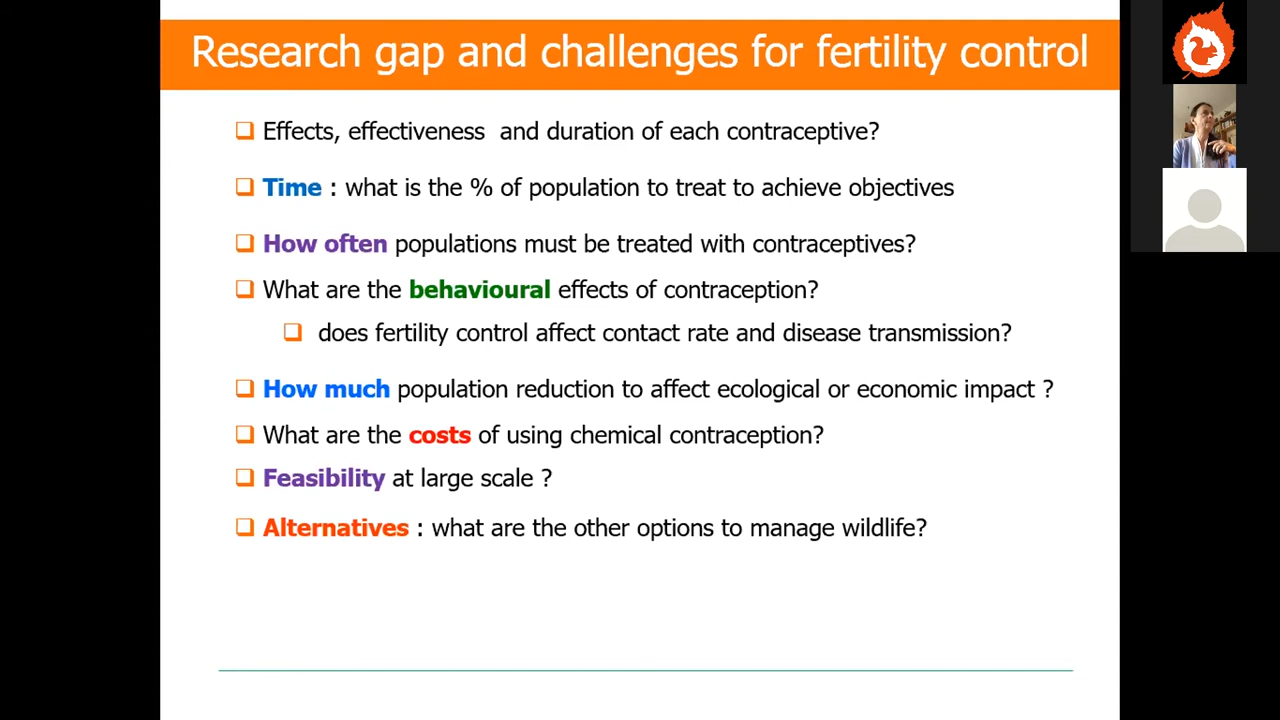 Research gap and challenges for fertility control
Effects, effectiveness and duration of each contraceptive?
Time : what is the % of population to treat to achieve objectives
How often populations must be treated with contraceptives?
What are the behavioural effects of contraception?
does fertility control affect contact rate and disease transmission?
How much population reduction to affect ecological or economic impact ?
What are the costs of using chemical contraception?
Feasibility at large scale ?
Alternatives : what are the other options to manage wildlife?